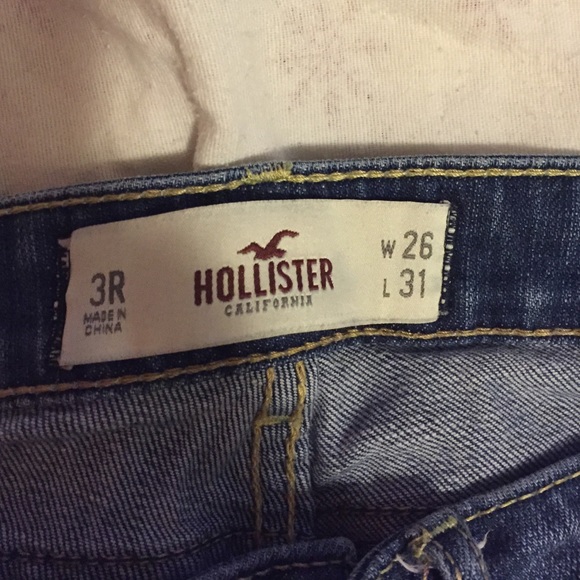 3R
MADE IN
CHINA
HOLLISTER
CALIFORNIA
W 26
L 31